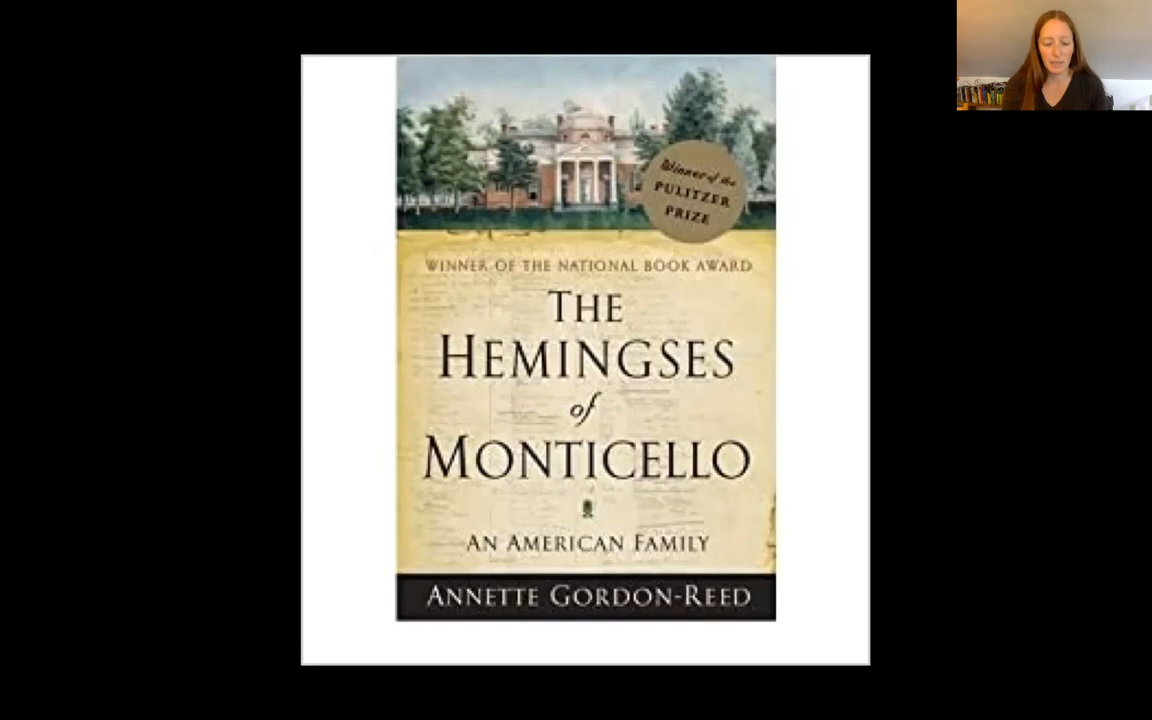 Winner of the
PULITZER
PRIZE
WINNER OF THE NATIONAL BOOK AWARD
THE
HEMINGSES
of
MONTICELLO
AN AMERICAN FAMILY
ANNETTE GORDON-REED